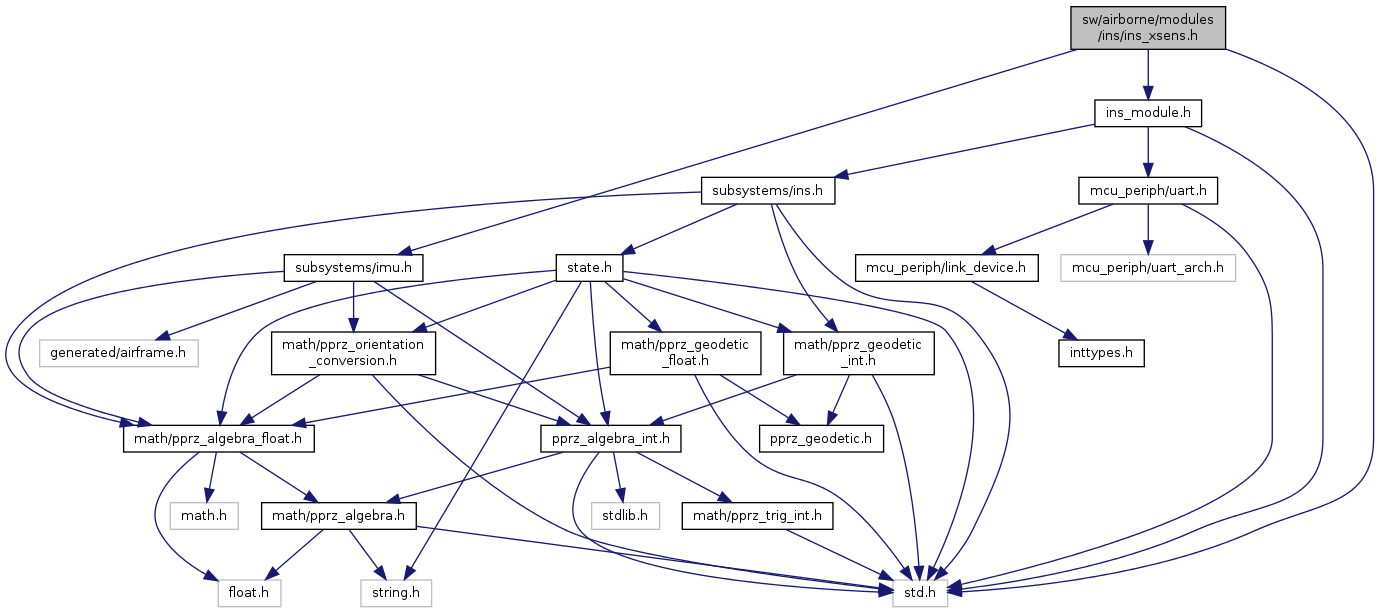 sw/airborne/modules
/ins/ins_xsens.h
ins_module.h
subsystems/ins.h
mcu_periph/uart.h
subsystems/imu.h
state.h
mcu_periph/link_device.h
mcu_periph/uart_arch.h
generated/airframe.h
math/pprz_orientation
_conversion.h
math/pprz_geodetic
_float.h
math/pprz_geodetic
_int.h
inttypes.h
math/pprz_algebra_float.h
pprz_algebra_int.h
pprz_geodetic.h
math.h
math/pprz_algebra.h
stdlib.h
math/pprz_trig_int.h
float.h
string.h
std.h